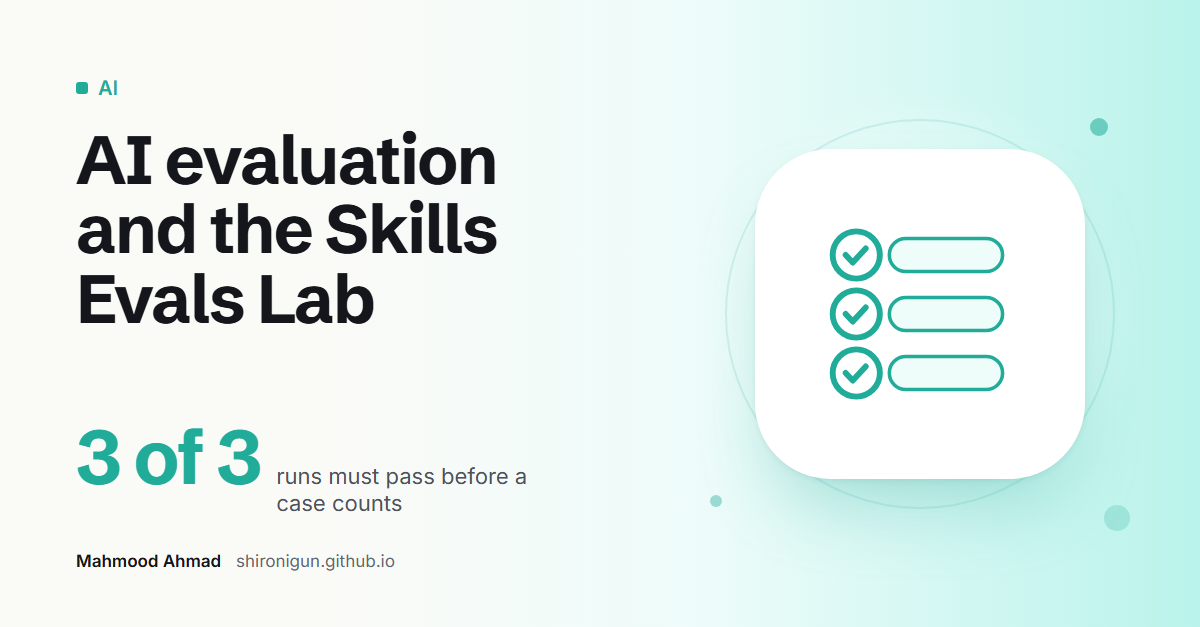 AI
AI evaluation
and the Skills
Evals Lab
3 of 3 runs must pass before a
case counts
Mahmood Ahmad shironigun.github.io